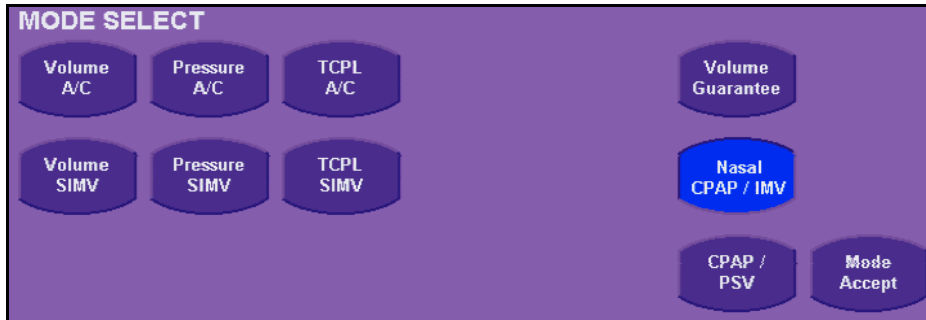 MODE SELECT
Volume
A/C
Pressure
A/C
TCPL
A/C
Volume
Guarantee
Volume
SIMV
Pressure
SIMV
TCPL
SIMV
Nasal
CPAP / IMV
CPAP /
PSV
Mode
Accept